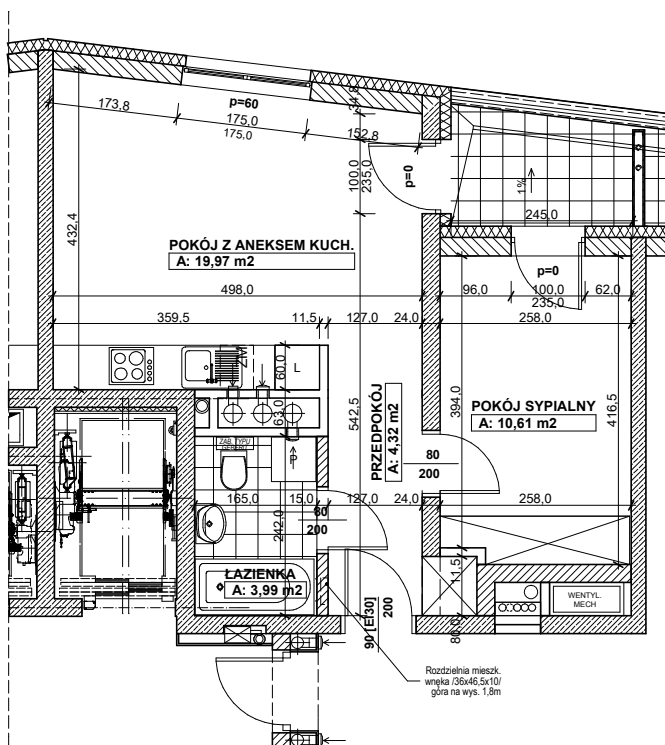 173,8
p=60
175,0
175,0
34,8
152,8
100,0
235,0
p=0
1%
245,0
432,4
POKÓJ Z ANEKSEM KUCH.
A: 19,97 m2
p=0
498,0
96,0
100,0
62,0
235,0
359,5
11,5
127,0
24,0
258,0
ZM
60,0
L
63,0
542,5
PRZEDPOKÓJ
A: 4,32 m2
394,0
POKÓJ SYPIALNY
A: 10,61 m2
416,5
ZAB. TYPU
GEBERIT
P
80
200
165,0
15,0
127,0
24,0
258,0
80
200
242,0
ŁAZIENKA
A: 3,99 m2
11,5
90 [EI30]
200
80,0
WENTYL.
MECH
Rozdzielnia mieszk.
wnęka /36x46,5x10/
góra na wys. 1,8m